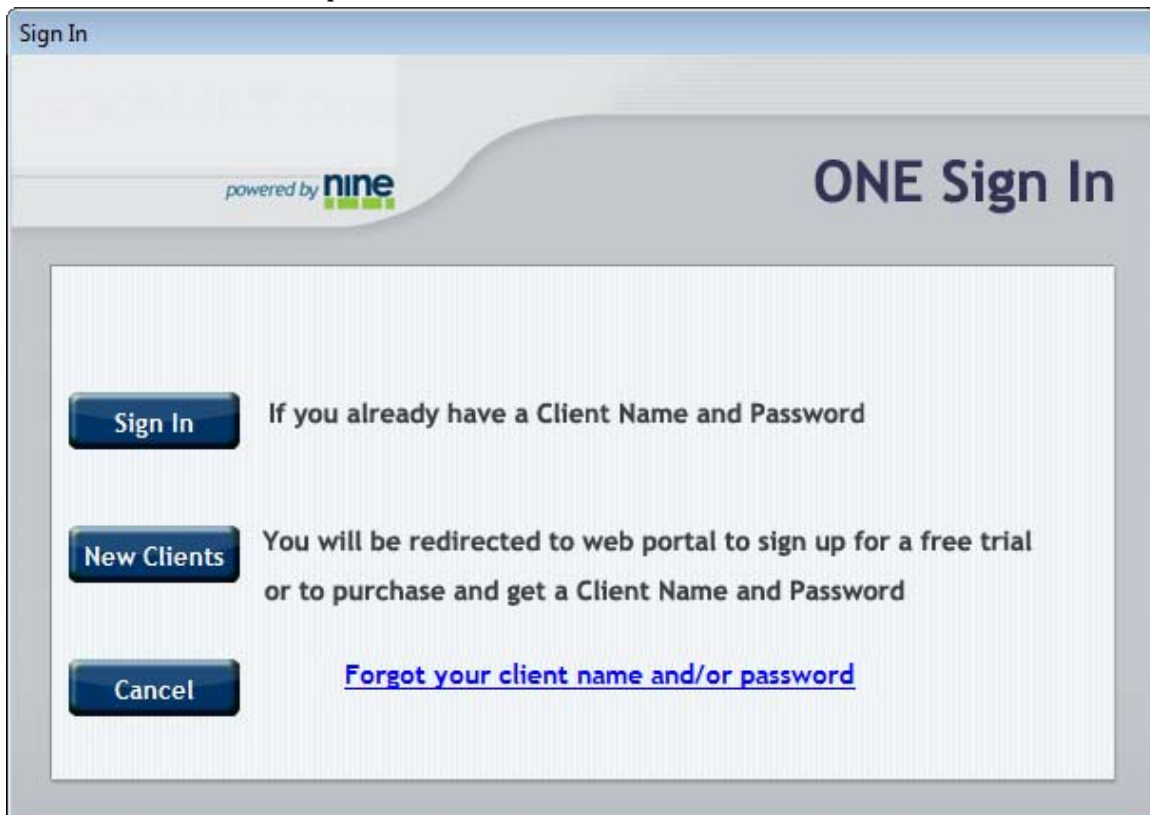 Sign In
powered by nine
ONE Sign In
Sign In
If you already have a Client Name and Password
New Clients
You will be redirected to web portal to sign up for a free trial
or to purchase and get a Client Name and Password
Cancel
Forgot your client name and/or password